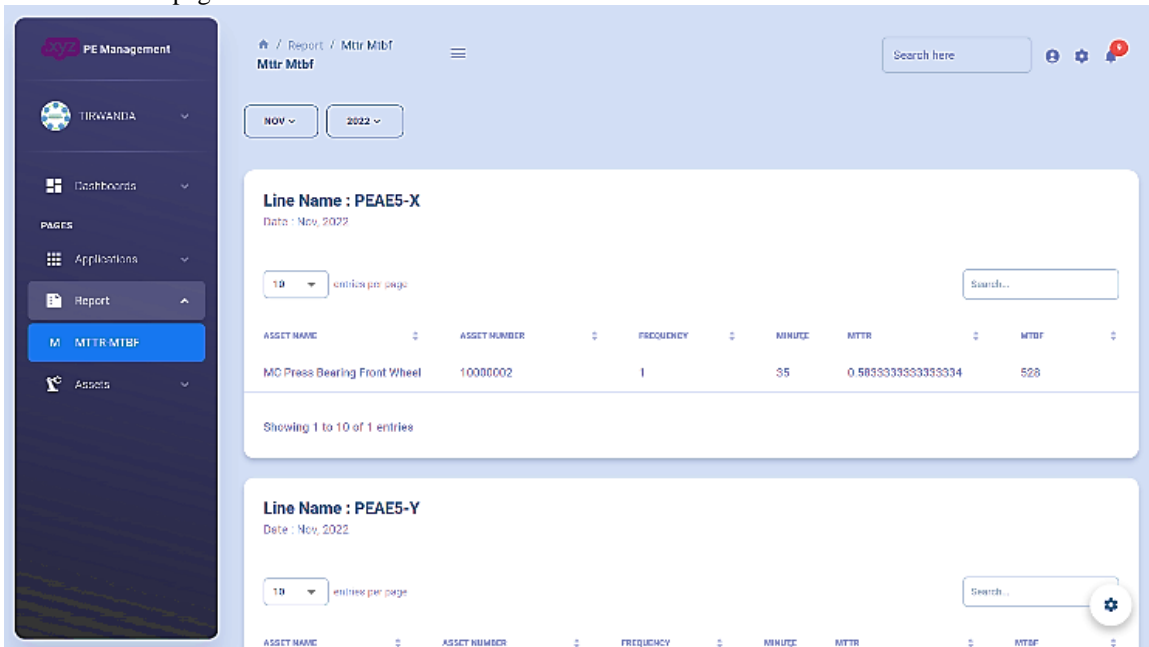 xyz PE Management
TIRWANDA
Dashboards
PAGES
Applications
Report
M MTTR-MTBF
Assets
/ Report / Mttr Mtbf
Mttr Mtbf
Search here
NOV
2022
Line Name : PEAE5-X
Date : Nov, 2022
10 entries per page
Search...
ASSET NAME ASSET NUMBER FREQUENCY MINUTE MTTR MTBF
MC Press Bearing Front Wheel 10000002 1 35 0.5833333333333334 528
Showing 1 to 10 of 1 entries
Line Name : PEAE5-Y
Date : Nov, 2022
10 entries per page
Search...
ASSET NAME ASSET NUMBER FREQUENCY MINUTE MTTR MTBF